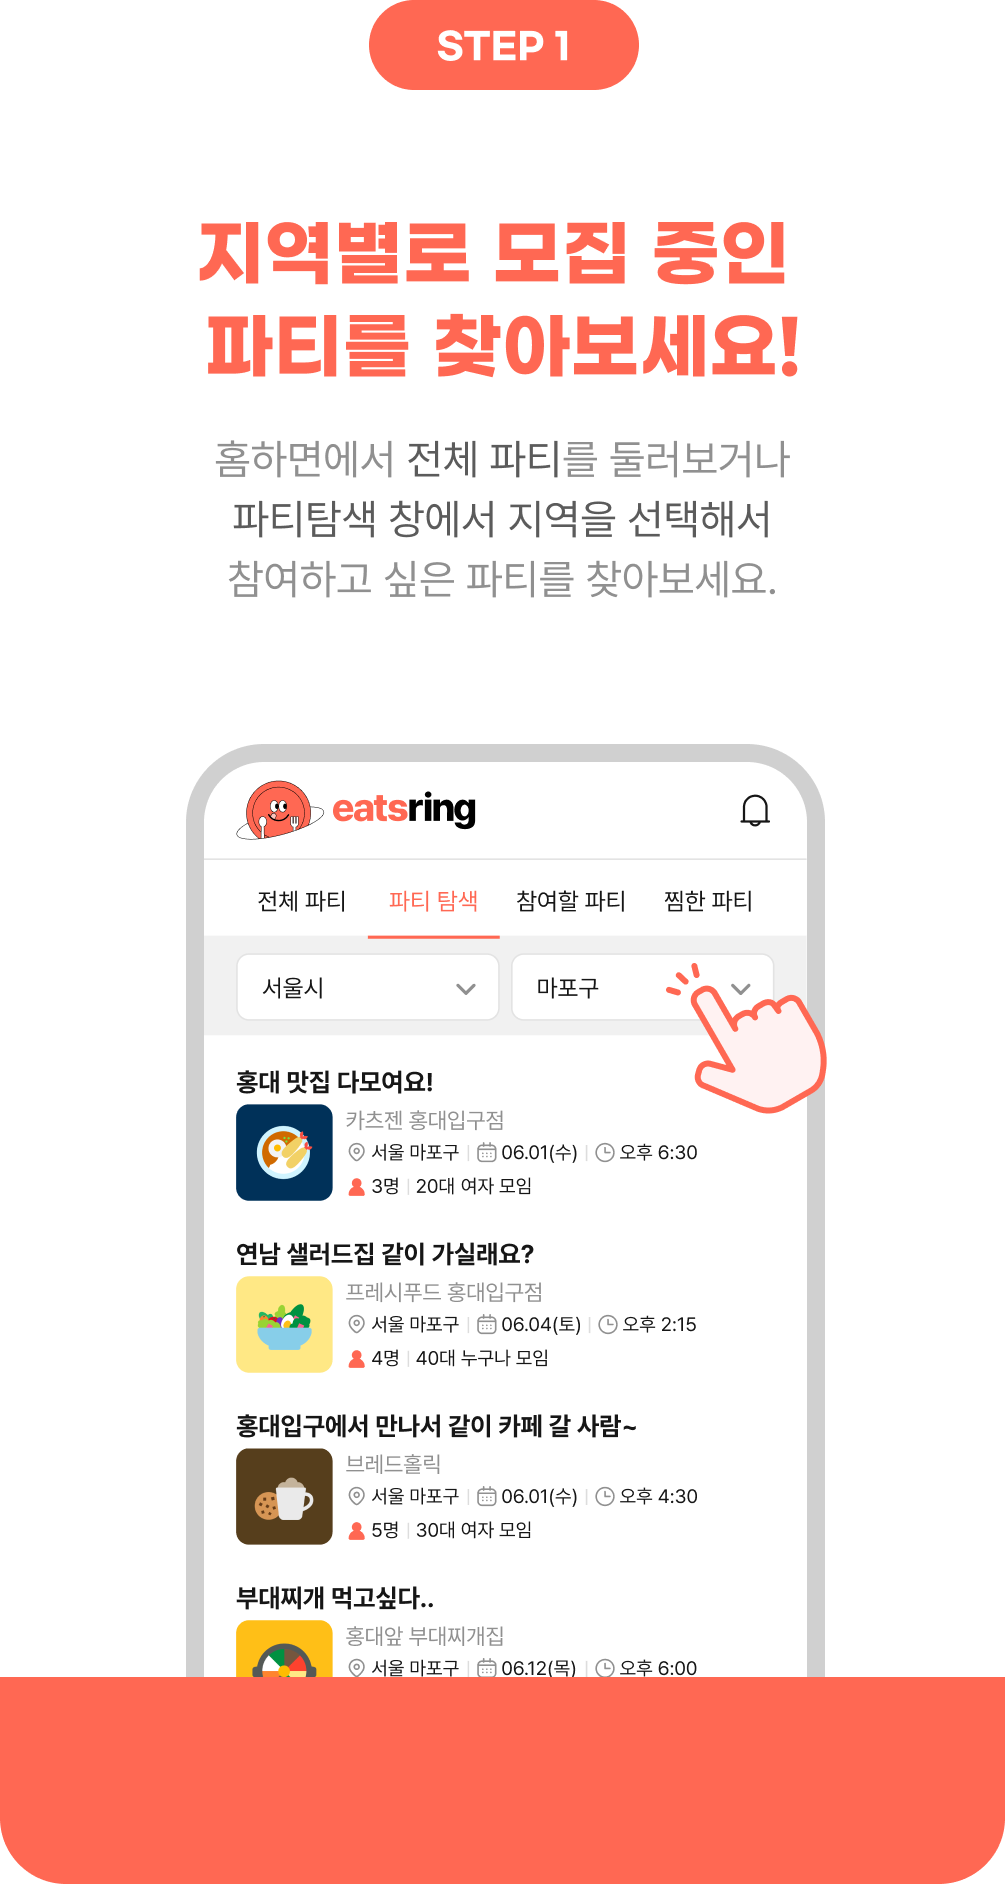 STEP 1
지역별로 모집 중인
파티를 찾아보세요!
홈하면에서 전체 파티를 둘러보거나
파티탐색 창에서 지역을 선택해서
참여하고 싶은 파티를 찾아보세요.
eatsring
전체 파티 파티 탐색 참여할 파티 찜한 파티
서울시 마포구
홍대 맛집 다모여요!
카츠젠 홍대입구점
서울 마포구 | 06.01(수) | 오후 6:30
3명 | 20대 여자 모임
연남 샐러드집 같이 가실래요?
프레시푸드 홍대입구점
서울 마포구 | 06.04(토) | 오후 2:15
4명 | 40대 누구나 모임
홍대입구에서 만나서 같이 카페 갈 사람~
브레드홀릭
서울 마포구 | 06.01(수) | 오후 4:30
5명 | 30대 여자 모임
부대찌개 먹고싶다..
홍대앞 부대찌개집
서울 마포구 | 06.12(목) | 오후 6:00